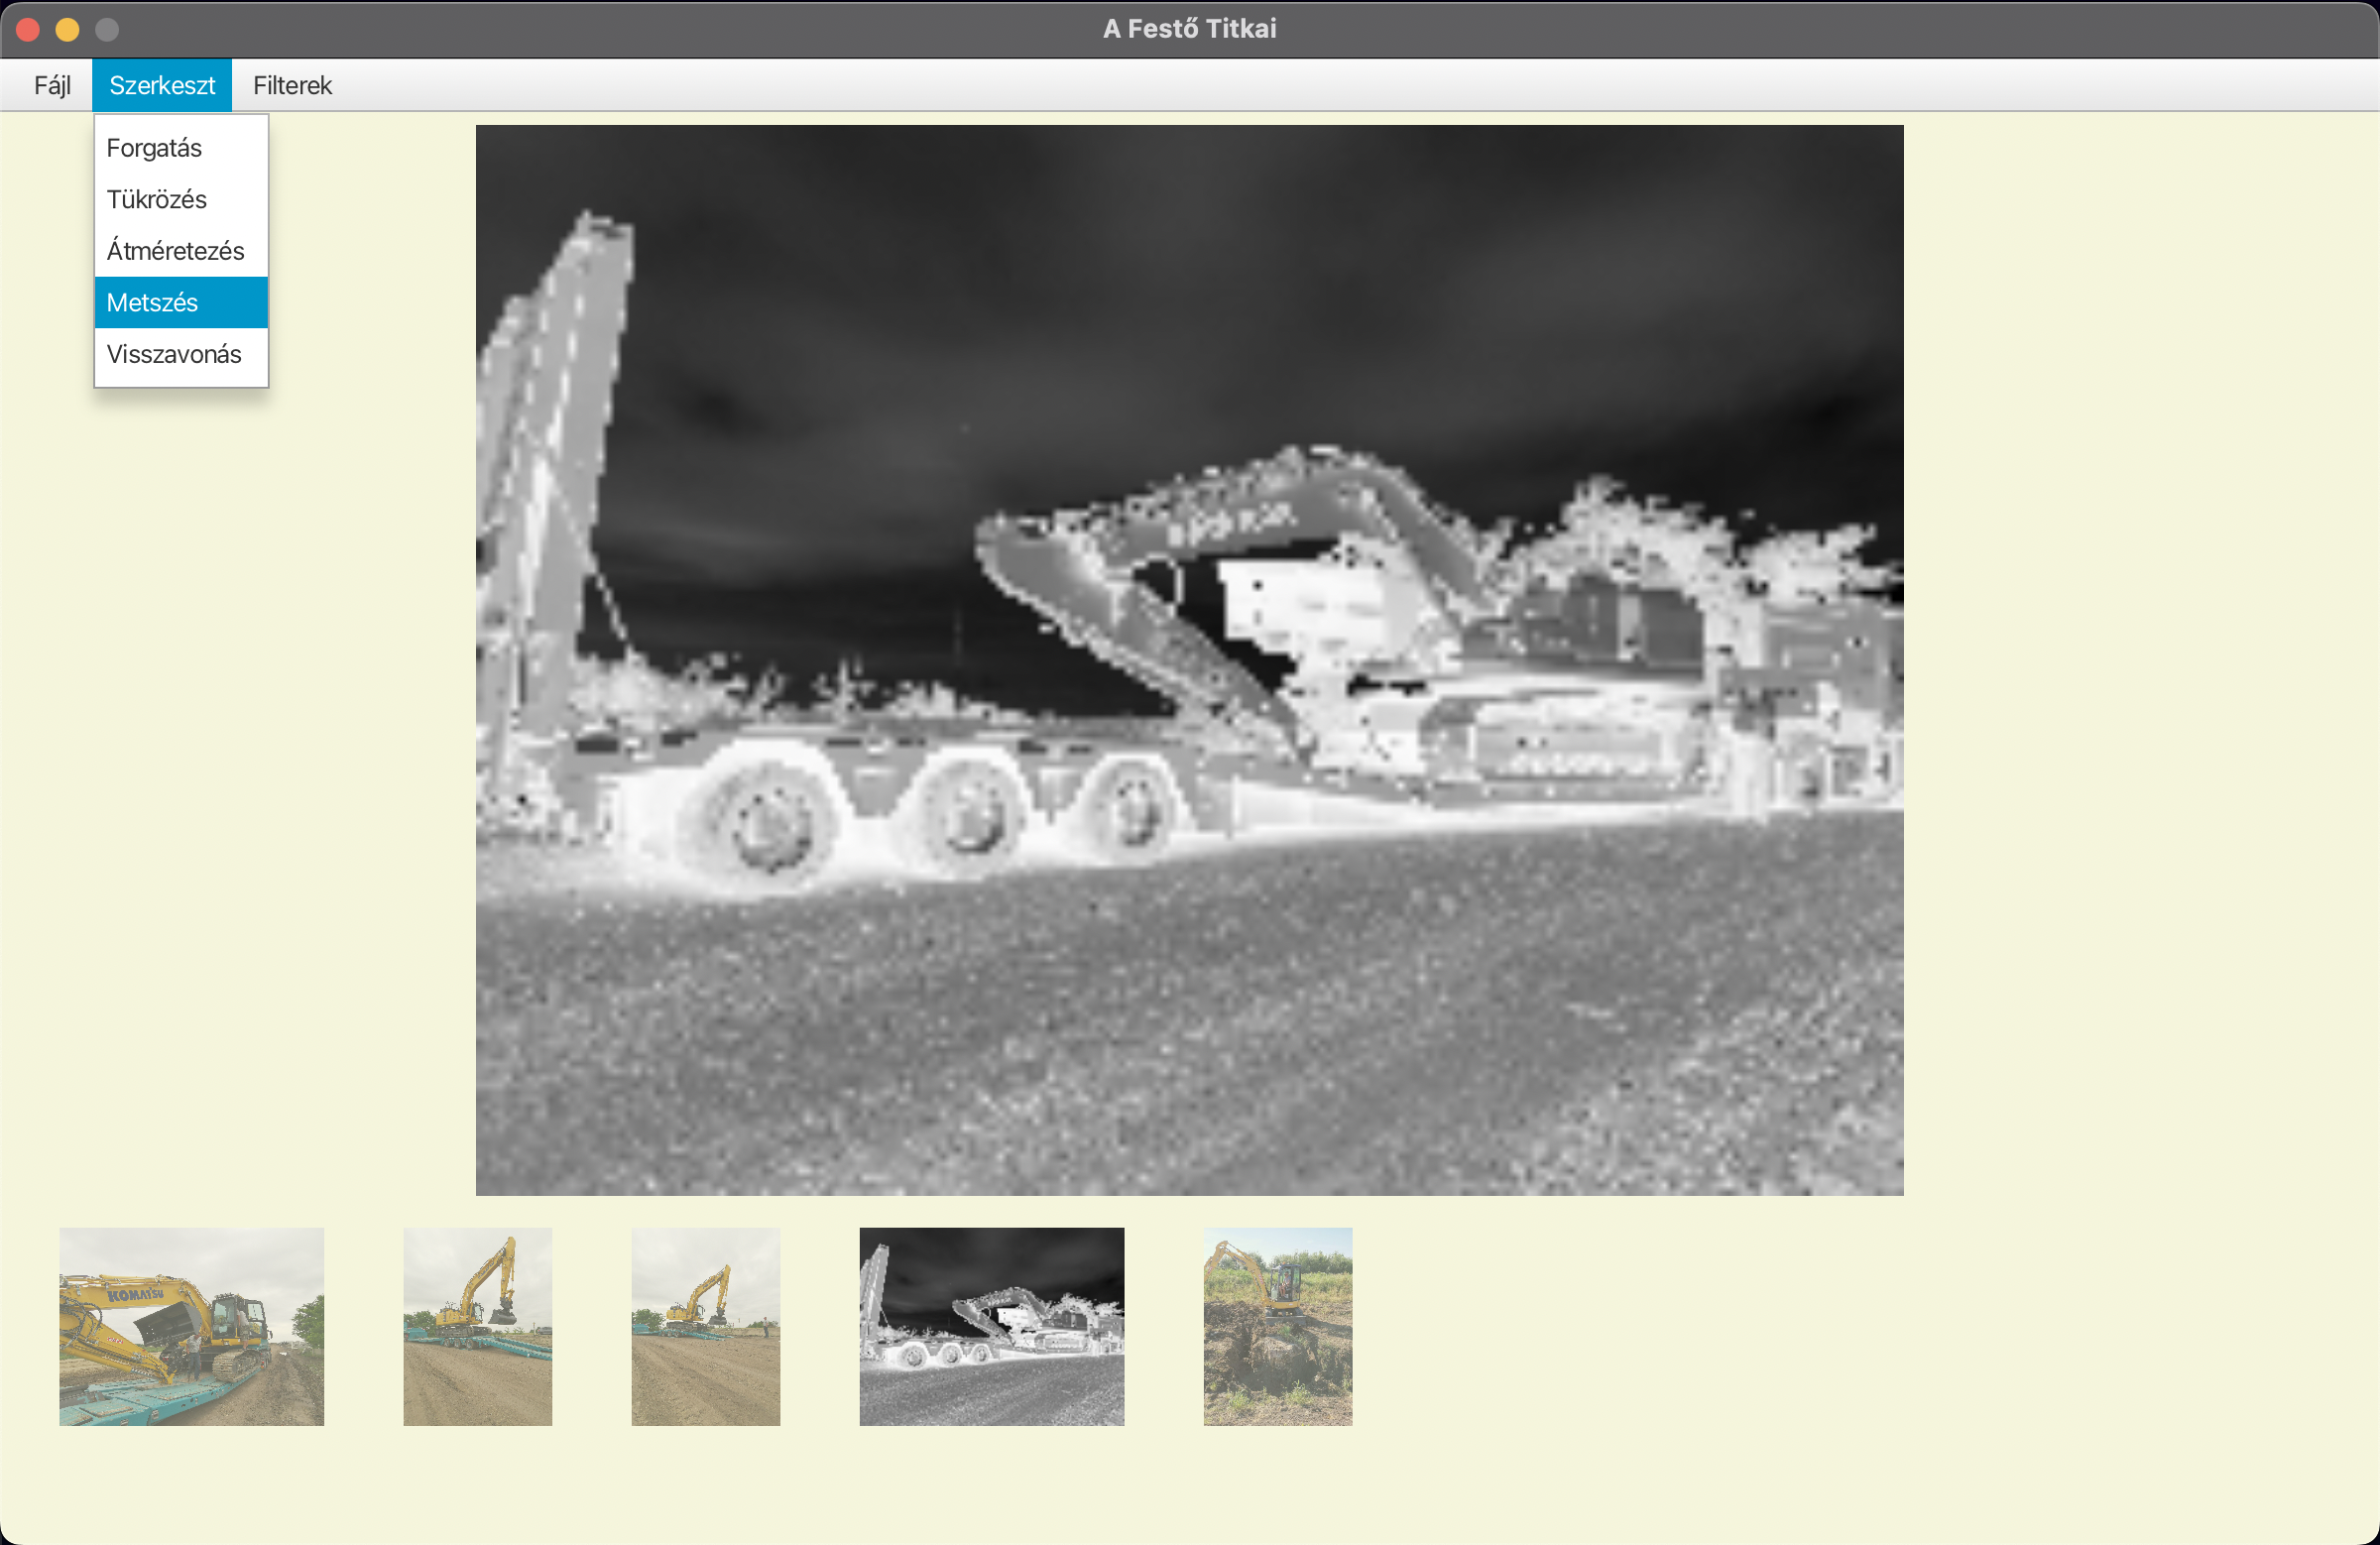 A Festő Titkai
Fájl Szerkeszt Filterek
Forgatás
Tükrözés
Átméretezés
Metszés
Visszavonás
KOMATSU